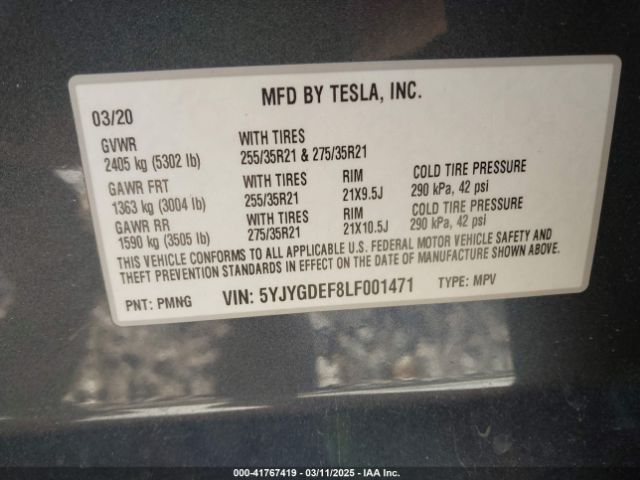 MFD BY TESLA, INC.
03/20
GVWR
2405 kg (5302 lb)
WITH TIRES
255/35R21 & 275/35R21
GAWR FRT
1363 kg (3004 lb)
WITH TIRES
255/35R21
RIM
21X9.5J
COLD TIRE PRESSURE
290 kPa, 42 psi
GAWR RR
1590 kg (3505 lb)
WITH TIRES
275/35R21
RIM
21X10.5J
COLD TIRE PRESSURE
290 kPa, 42 psi
THIS VEHICLE CONFORMS TO ALL APPLICABLE U.S. FEDERAL MOTOR VEHICLE SAFETY AND
THEFT PREVENTION STANDARDS IN EFFECT ON THE DATE OF MANUFACTURE SHOWN ABOVE.
PNT: PMNG VIN: 5YJYGDEF8LF001471 TYPE: MPV
000-41767419 - 03/11/2025 - IAA Inc.